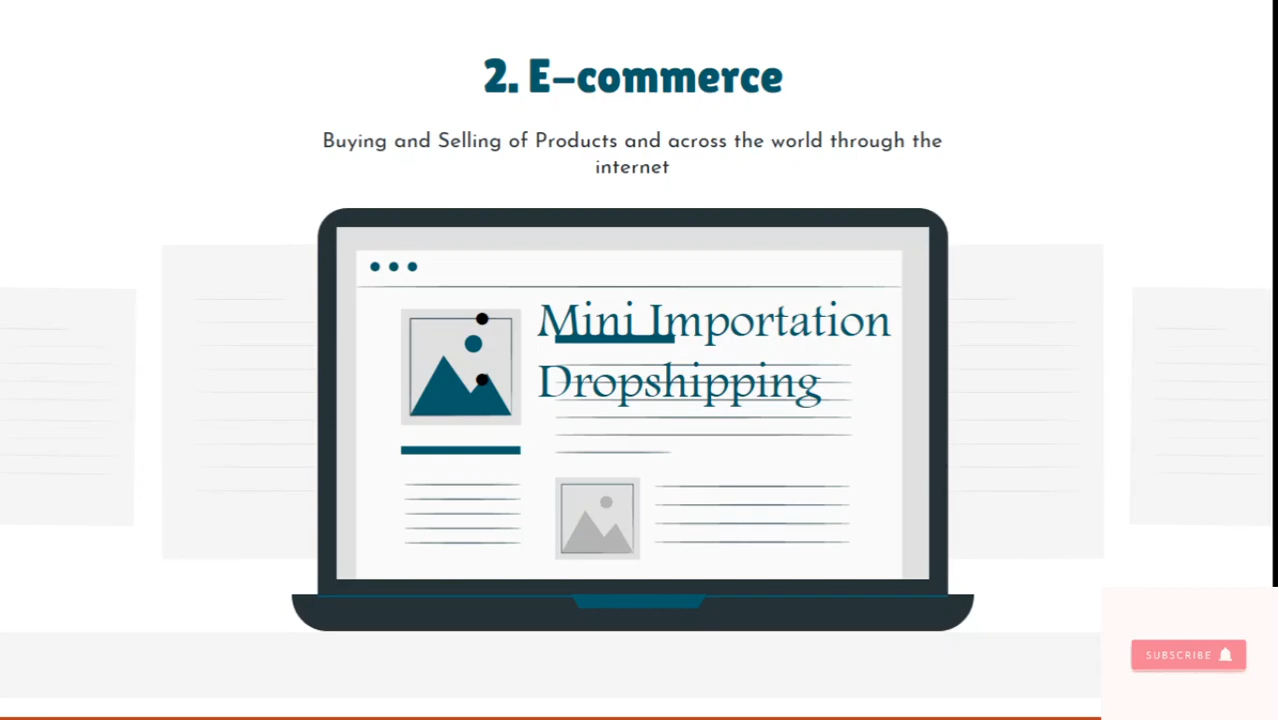 2. E-commerce
Buying and Selling of Products and across the world through the
internet
Mini Importation
Dropshipping
SUBSCRIBE